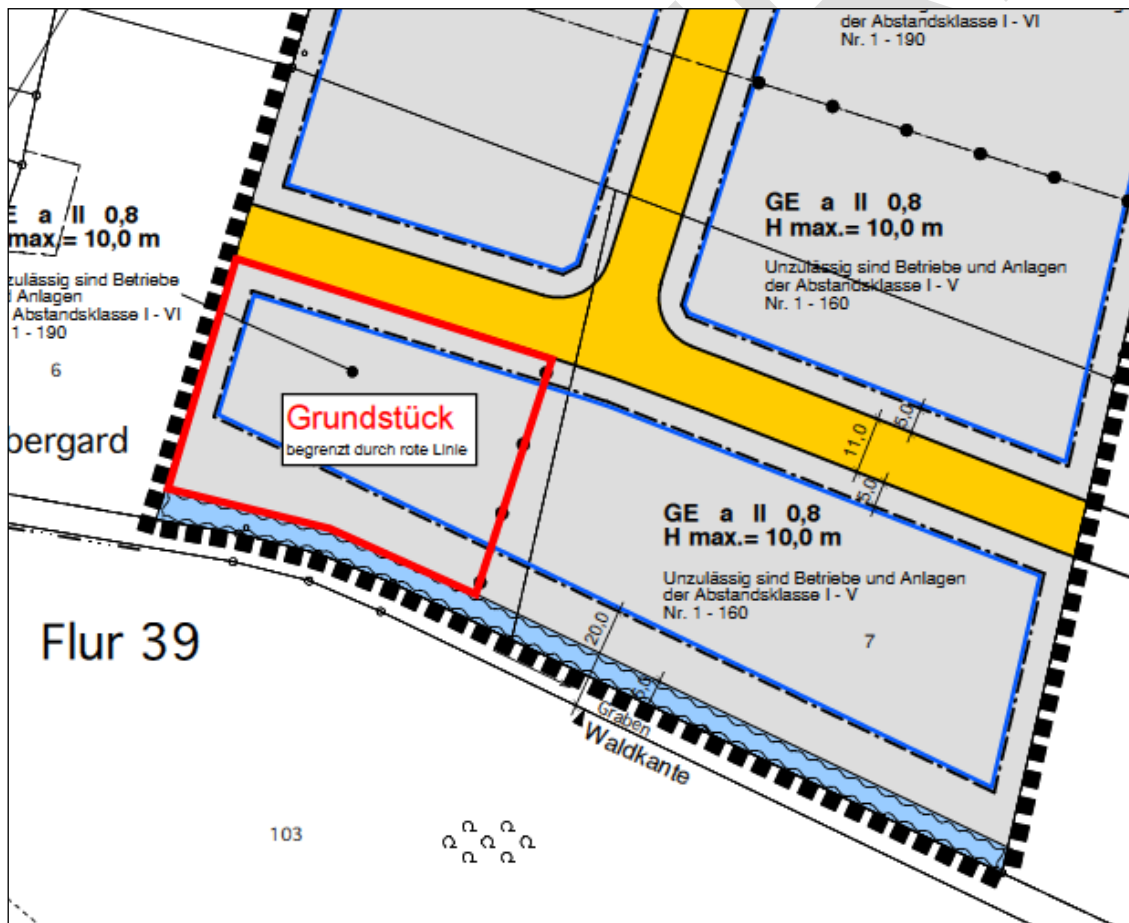 der Abstandsklasse I - VI
Nr. 1 - 190
GE a II 0,8
H max.= 10,0 m
Unzulässig sind Betriebe und Anlagen
der Abstandsklasse I - V
Nr. 1 - 160
E a II 0,8
max.= 10,0 m
nzulässig sind Betriebe
d Anlagen
Abstandsklasse I - VI
1 - 190
6
bergard
Grundstück
begrenzt durch rote Linie
5,0
11,0
5,0
GE a II 0,8
H max.= 10,0 m
Unzulässig sind Betriebe und Anlagen
der Abstandsklasse I - V
Nr. 1 - 160
7
Flur 39
20,0
Graben
Waldkante
103